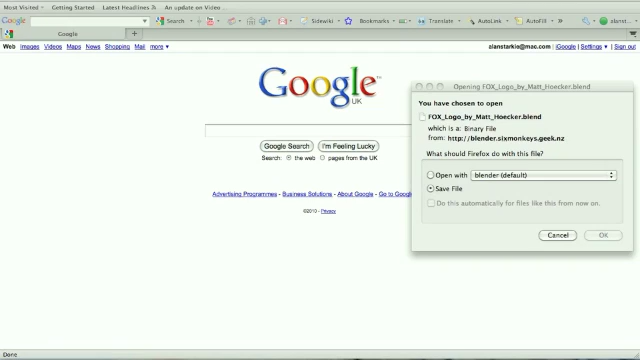 Most Visited Getting Started Latest Headlines An update on Video
Google Search Sidewiki Bookmarks Translate AutoLink AutoFill alanst
Google
Web Images Videos Maps News Shopping Mail more
alanstarkie@mac.com | iGoogle | Settings | Sign out
Google
UK
Google Search I'm Feeling Lucky
Search: the web pages from the UK
Advertising Programmes - Business Solutions - About Google - Go to Goog
©2010 - Privacy
Opening FOX_Logo_by_Matt_Hoecker.blend
You have chosen to open
FOX_Logo_by_Matt_Hoecker.blend
which is a: Binary File
from: http://blender.sixmonkeys.geek.nz
What should Firefox do with this file?
Open with blender (default)
Save File
Do this automatically for files like this from now on.
Cancel OK
Done